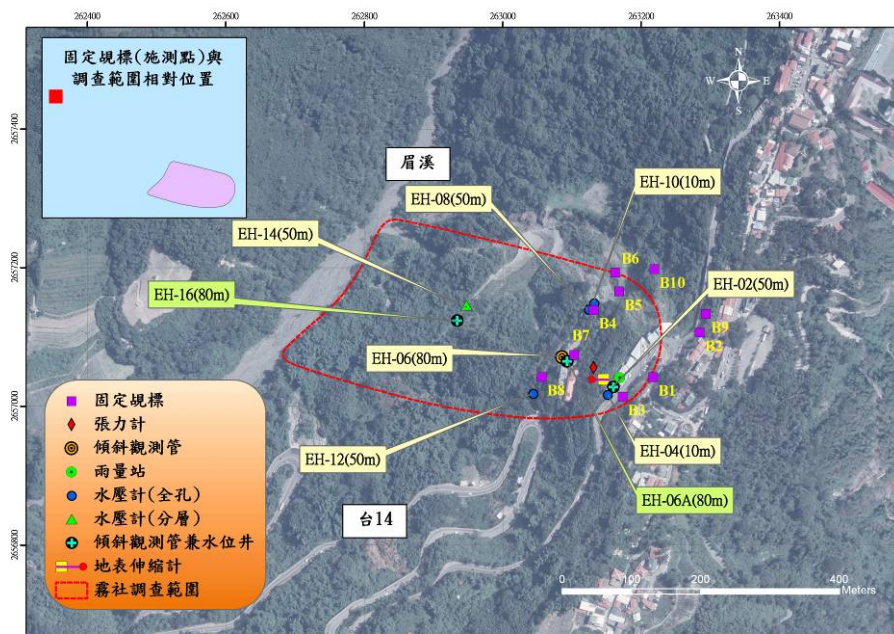 262400
262600
263000
263200
263400
2657400
2657200
2657000
2656800
固定規標(施測點)與
調查範圍相對位置
N
W
E
S
眉溪
EH-10(10m)
EH-08(50m)
EH-14(50m)
EH-16(80m)
EH-02(50m)
B6
B10
B5
B4
B9
B2
B7
EH-06(80m)
B8
B1
B3
EH-12(50m)
EH-04(10m)
EH-06A(80m)
台14
固定規標
張力計
傾斜觀測管
雨量站
水壓計(全孔)
水壓計(分層)
傾斜觀測管兼水位井
地表伸縮計
霧社調查範圍
0
100
200
400
Meters